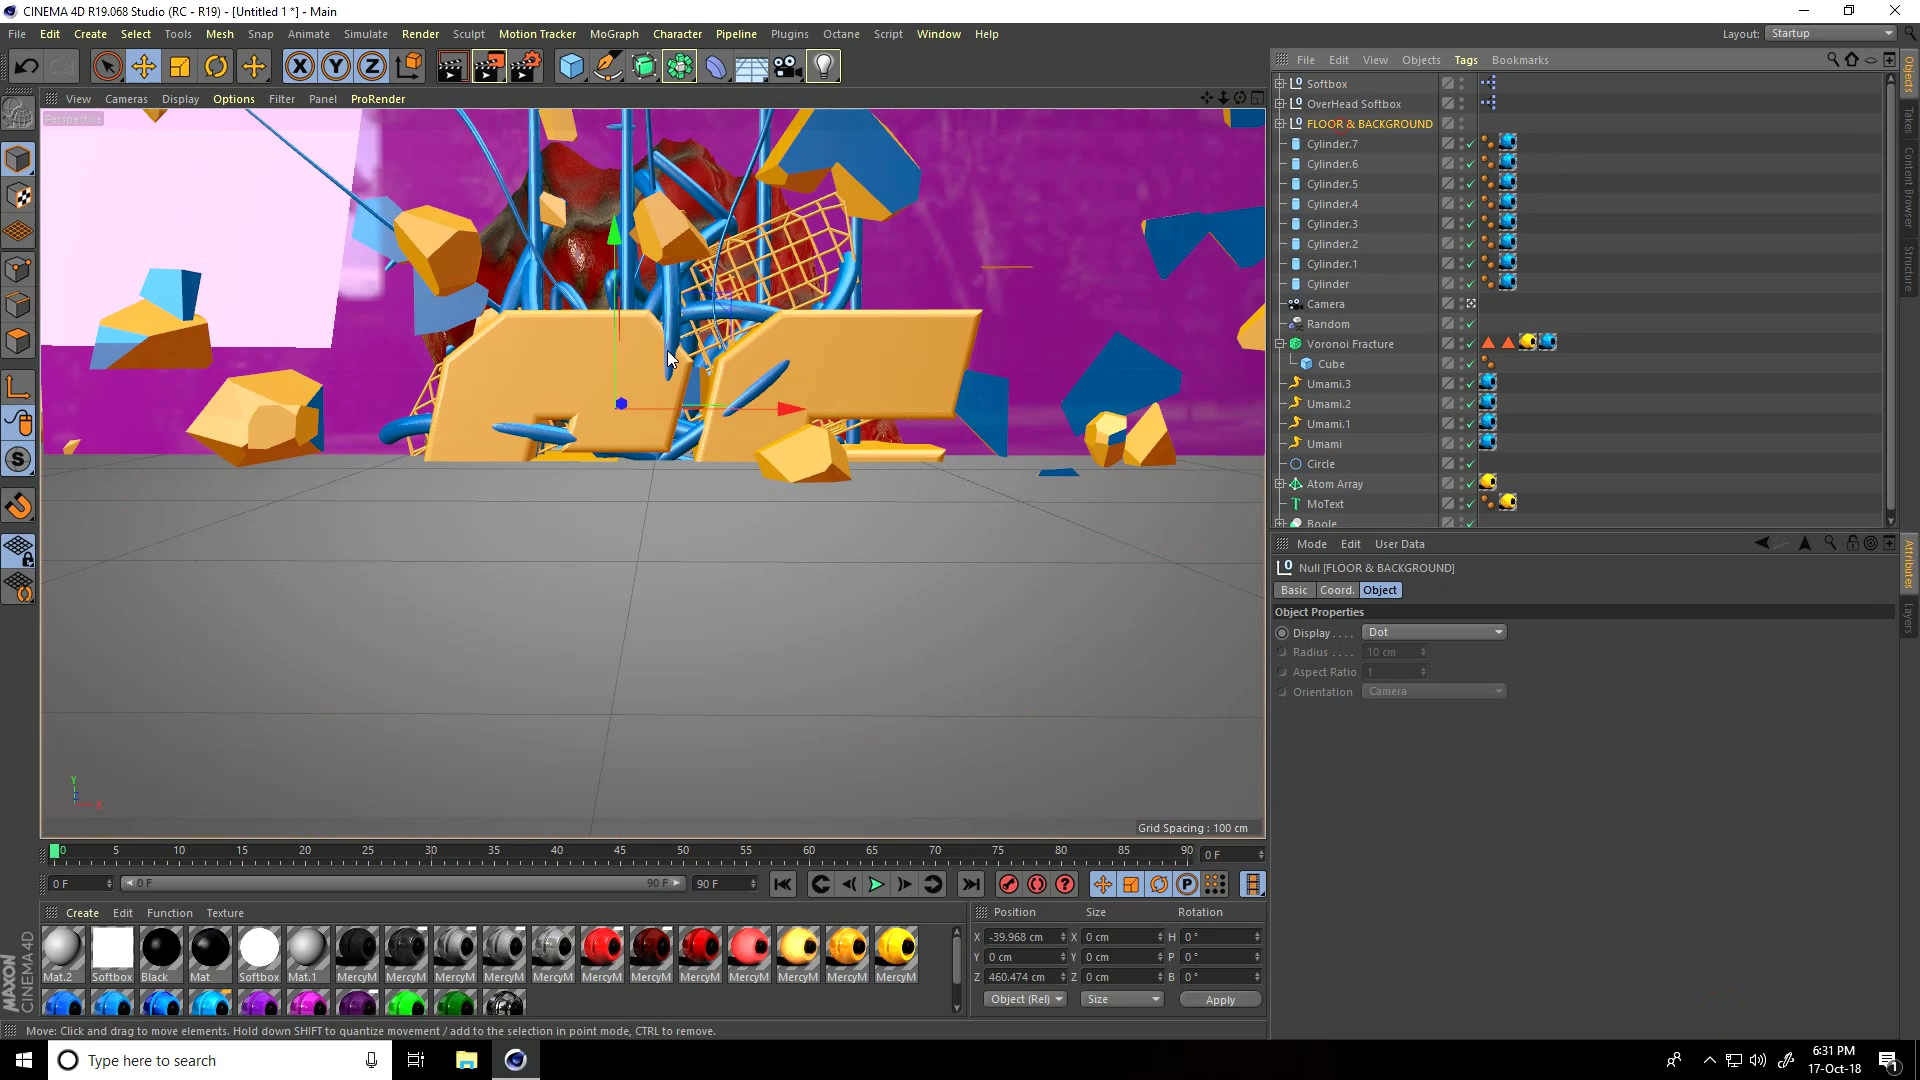 CINEMA 4D R19.068 Studio (RC - R19) - [Untitled 1 *] - Main
File Edit Create Select Tools Mesh Snap Animate Simulate Render Sculpt Motion Tracker MoGraph Character Pipeline Plugins Octane Script Window Help
Layout: Startup
File Edit View Objects Tags Bookmarks
View Cameras Display Options Filter Panel ProRender
Perspective
Softbox
OverHead Softbox
FLOOR & BACKGROUND
Cylinder.7
Cylinder.6
Cylinder.5
Cylinder.4
Cylinder.3
Cylinder.2
Cylinder.1
Cylinder
Camera
Random
Voronoi Fracture
Cube
Umami.3
Umami.2
Umami.1
Umami
Circle
Atom Array
MoText
Boole
Objects
Takes
Content Browser
Structure
Mode Edit User Data
Null [FLOOR & BACKGROUND]
Basic Coord. Object
Object Properties
Display . . . . Dot
Radius . . . . 10 cm
Aspect Ratio 1
Orientation Camera
Attributes
Layers
Y
X
Grid Spacing : 100 cm
0 5 10 15 20 25 30 35 40 45 50 55 60 65 70 75 80 85 90 0 F
0 F 0 F 90 F 90 F
Create Edit Function Texture
Mat.2 Softbox Black Mat Softbox Mat.1 MercyM MercyM MercyM MercyM MercyM MercyM MercyM MercyM MercyM MercyM MercyM MercyM
Position Size Rotation
X -39.968 cm X 0 cm H 0 °
Y 0 cm Y 0 cm P 0 °
Z 460.474 cm Z 0 cm B 0 °
Object (Rel) Size Apply
MAXON
CINEMA 4D
Move: Click and drag to move elements. Hold down SHIFT to quantize movement / add to the selection in point mode, CTRL to remove.
Type here to search
6:31 PM
17-Oct-18
1